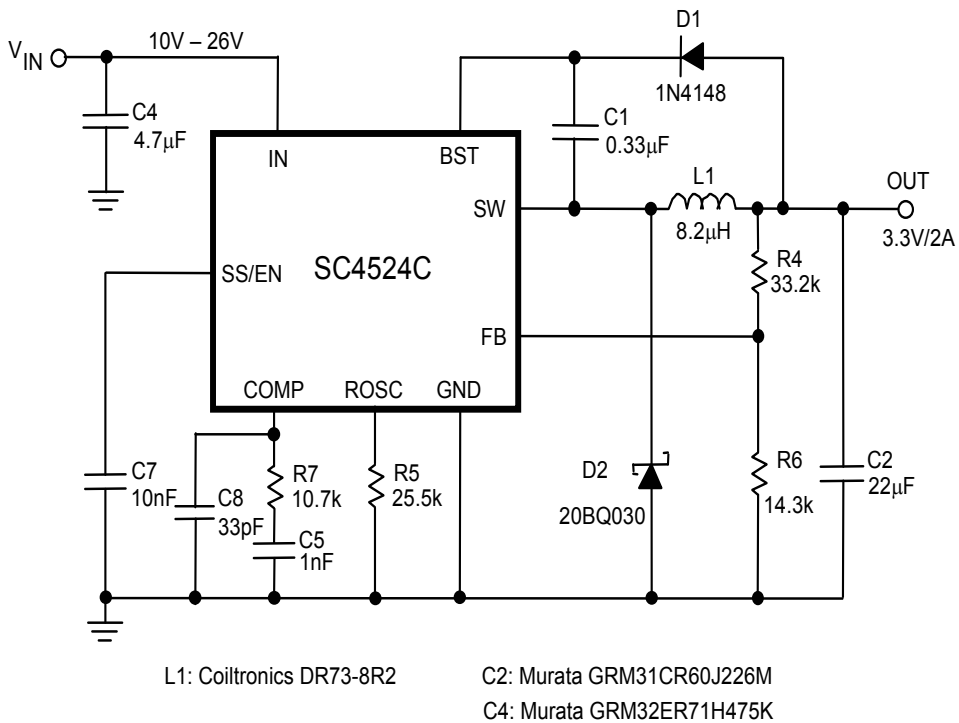 V IN
10V – 26V
D1
1N4148
C4
4.7µF
C1
0.33µF
IN
BST
L1
OUT
SW
8.2µH
3.3V/2A
SS/EN
SC4524C
R4
33.2k
FB
COMP
ROSC
GND
C7
10nF
C8
33pF
R7
10.7k
R5
25.5k
D2
20BQ030
R6
14.3k
C2
22µF
C5
1nF
L1: Coiltronics DR73-8R2
C2: Murata GRM31CR60J226M
C4: Murata GRM32ER71H475K